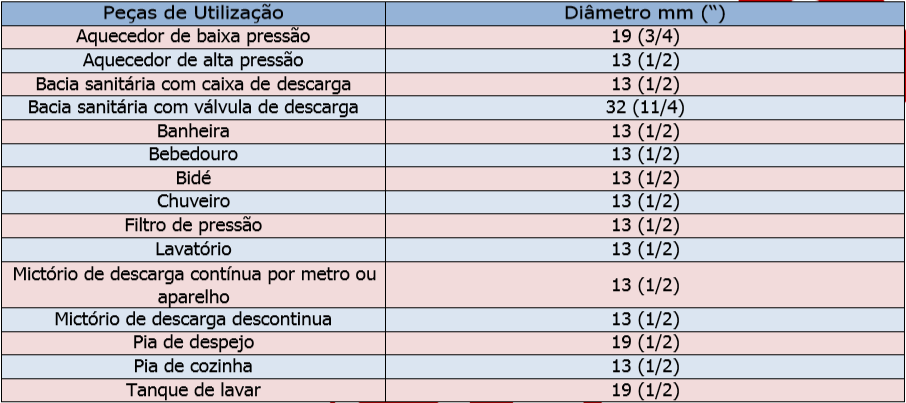 Peças de Utilização Diâmetro mm (“)
Aquecedor de baixa pressão 19 (3/4)
Aquecedor de alta pressão 13 (1/2)
Bacia sanitária com caixa de descarga 13 (1/2)
Bacia sanitária com válvula de descarga 32 (11/4)
Banheira 13 (1/2)
Bebedouro 13 (1/2)
Bidé 13 (1/2)
Chuveiro 13 (1/2)
Filtro de pressão 13 (1/2)
Lavatório 13 (1/2)
Mictório de descarga contínua por metro ou
aparelho 13 (1/2)
Mictório de descarga descontinua 13 (1/2)
Pia de despejo 19 (1/2)
Pia de cozinha 13 (1/2)
Tanque de lavar 19 (1/2)